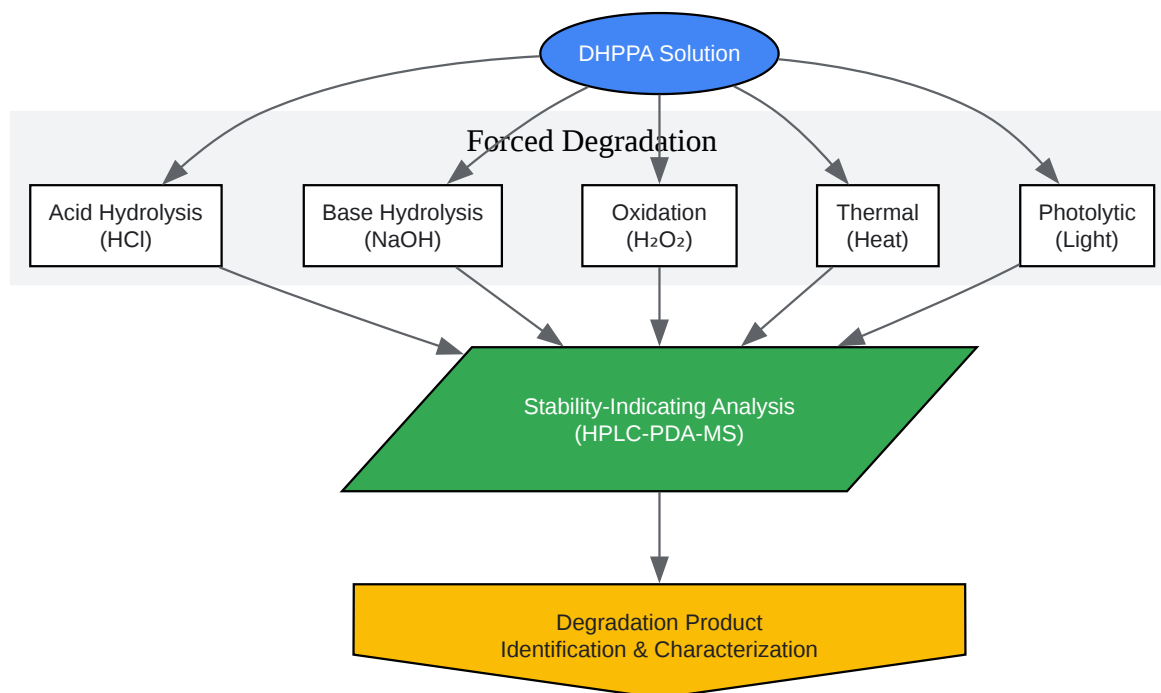 DHPPA Solution
Forced Degradation
Acid Hydrolysis
(HCl)
Base Hydrolysis
(NaOH)
Oxidation
(H₂O₂)
Thermal
(Heat)
Photolytic
(Light)
Stability-Indicating Analysis
(HPLC-PDA-MS)
Degradation Product
Identification & Characterization